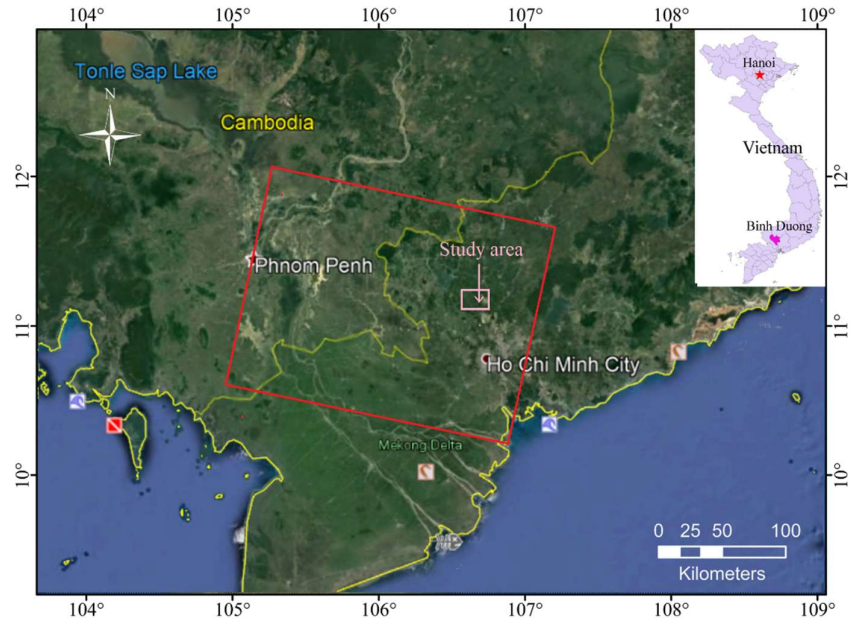 104° 105° 106° 107° 108° 109°
Tonle Sap Lake
N
Cambodia
Hanoi
Vietnam
Binh Duong
12° 12°
Study area
Phnom Penh
11° 11°
Ho Chi Minh City
Mekong Delta
10° 10°
0 25 50 100
Kilometers
104° 105° 106° 107° 108° 109°